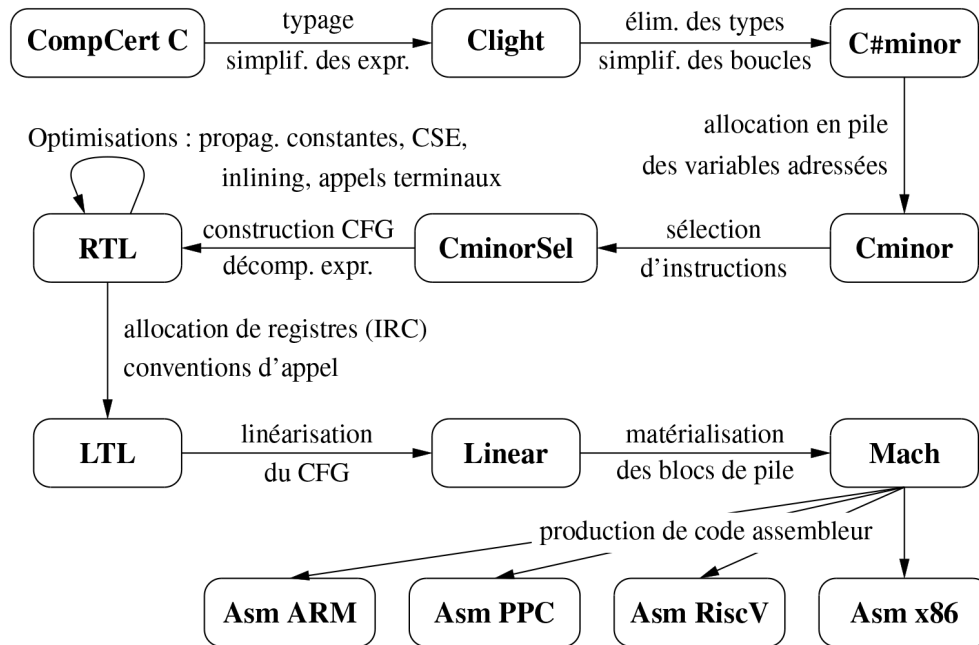 CompCert C
typage
simplif. des expr.
Clight
élim. des types
simplif. des boucles
C#minor
allocation en pile
des variables adressées
Optimisations : propag. constantes, CSE,
inlining, appels terminaux
RTL
construction CFG
décomp. expr.
CminorSel
sélection
d’instructions
Cminor
allocation de registres (IRC)
conventions d’appel
LTL
linéarisation
du CFG
Linear
matérialisation
des blocs de pile
Mach
production de code assembleur
Asm ARM
Asm PPC
Asm RiscV
Asm x86